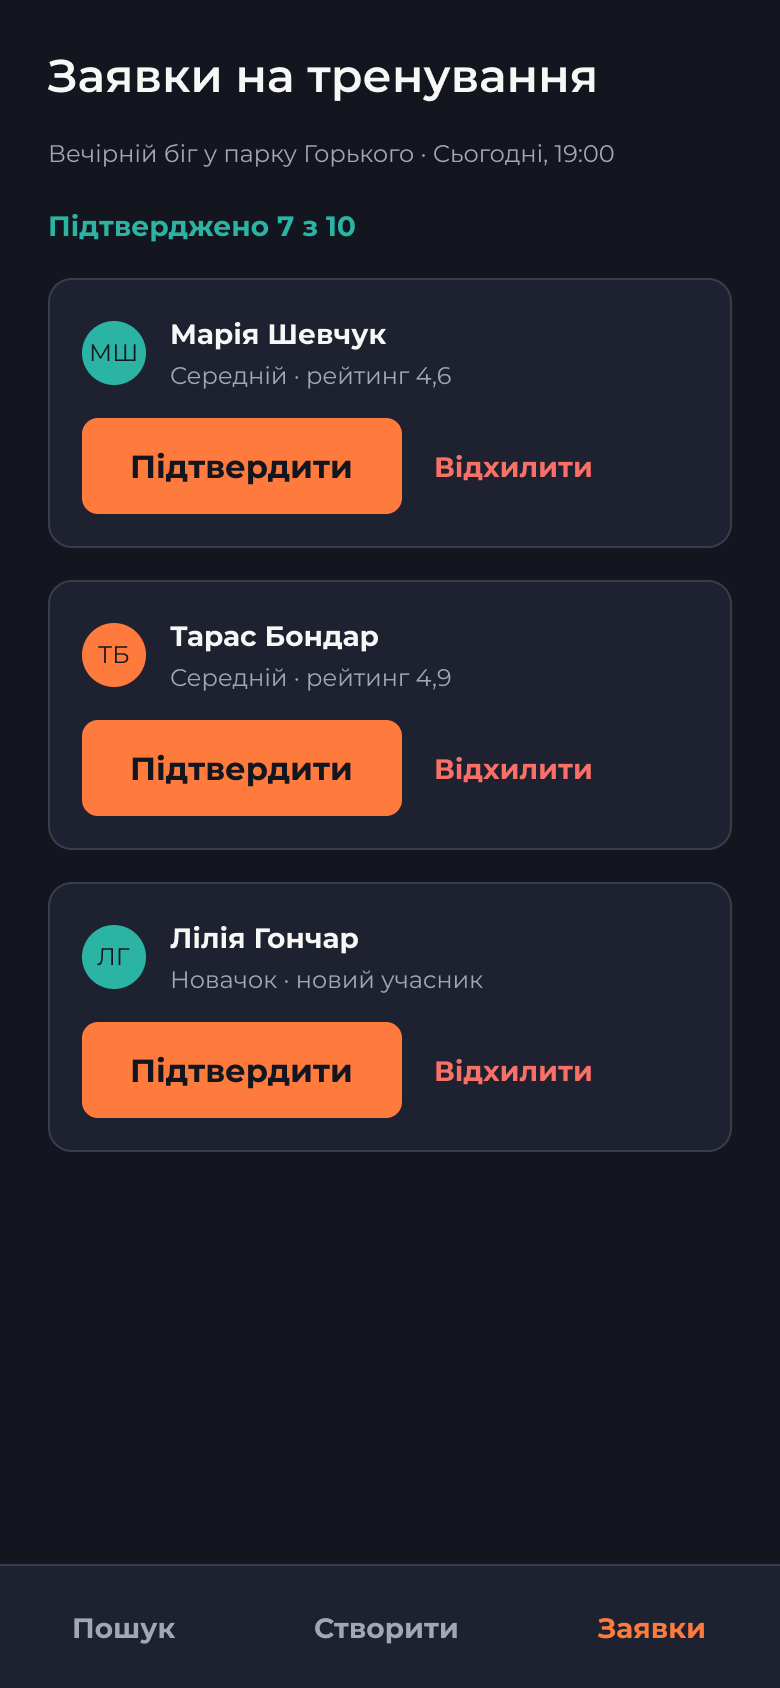 Заявки на тренування
Вечірній біг у парку Горького · Сьогодні, 19:00
Підтверджено 7 з 10
МШ
Марія Шевчук
Середній · рейтинг 4,6
Підтвердити
Відхилити
ТБ
Тарас Бондар
Середній · рейтинг 4,9
Підтвердити
Відхилити
ЛГ
Лілія Гончар
Новачок · новий учасник
Підтвердити
Відхилити
Пошук
Створити
Заявки